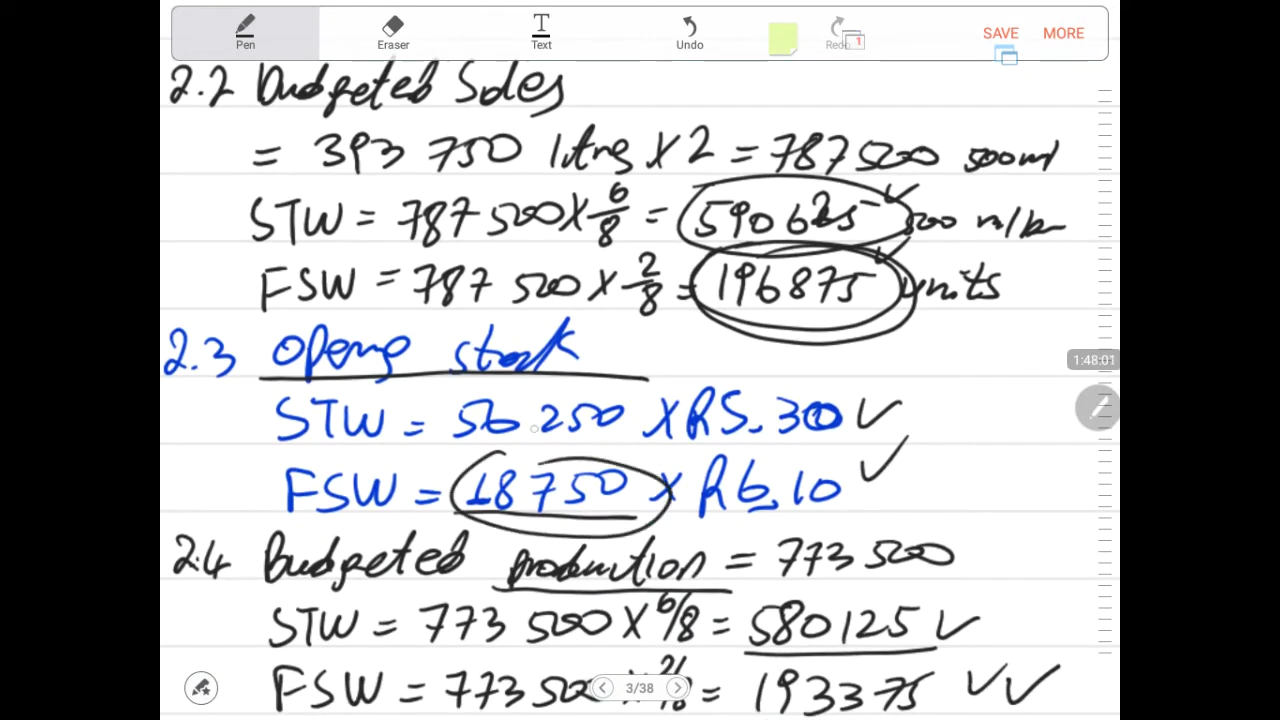 Pen Eraser Text Undo Redo 1 SAVE MORE
2.2 Budgeted Sales
= 393 750 litres X 2 = 787 500 500ml
STW = 787 500 X 6/8 = 590625 ✓ 500 ml
FSW = 787 500 X 2/8 = 196875 ✓ units
2.3 opening stock
1:48:01
STW = 56 250 X R5.30 ✓
FSW = 18750 X R6.10 ✓
2.4 Budgeted production = 773 500
STW = 773 500 X 6/8 = 580125 ✓
FSW = 773 500 X 2/8 = 193375 ✓✓
3/38